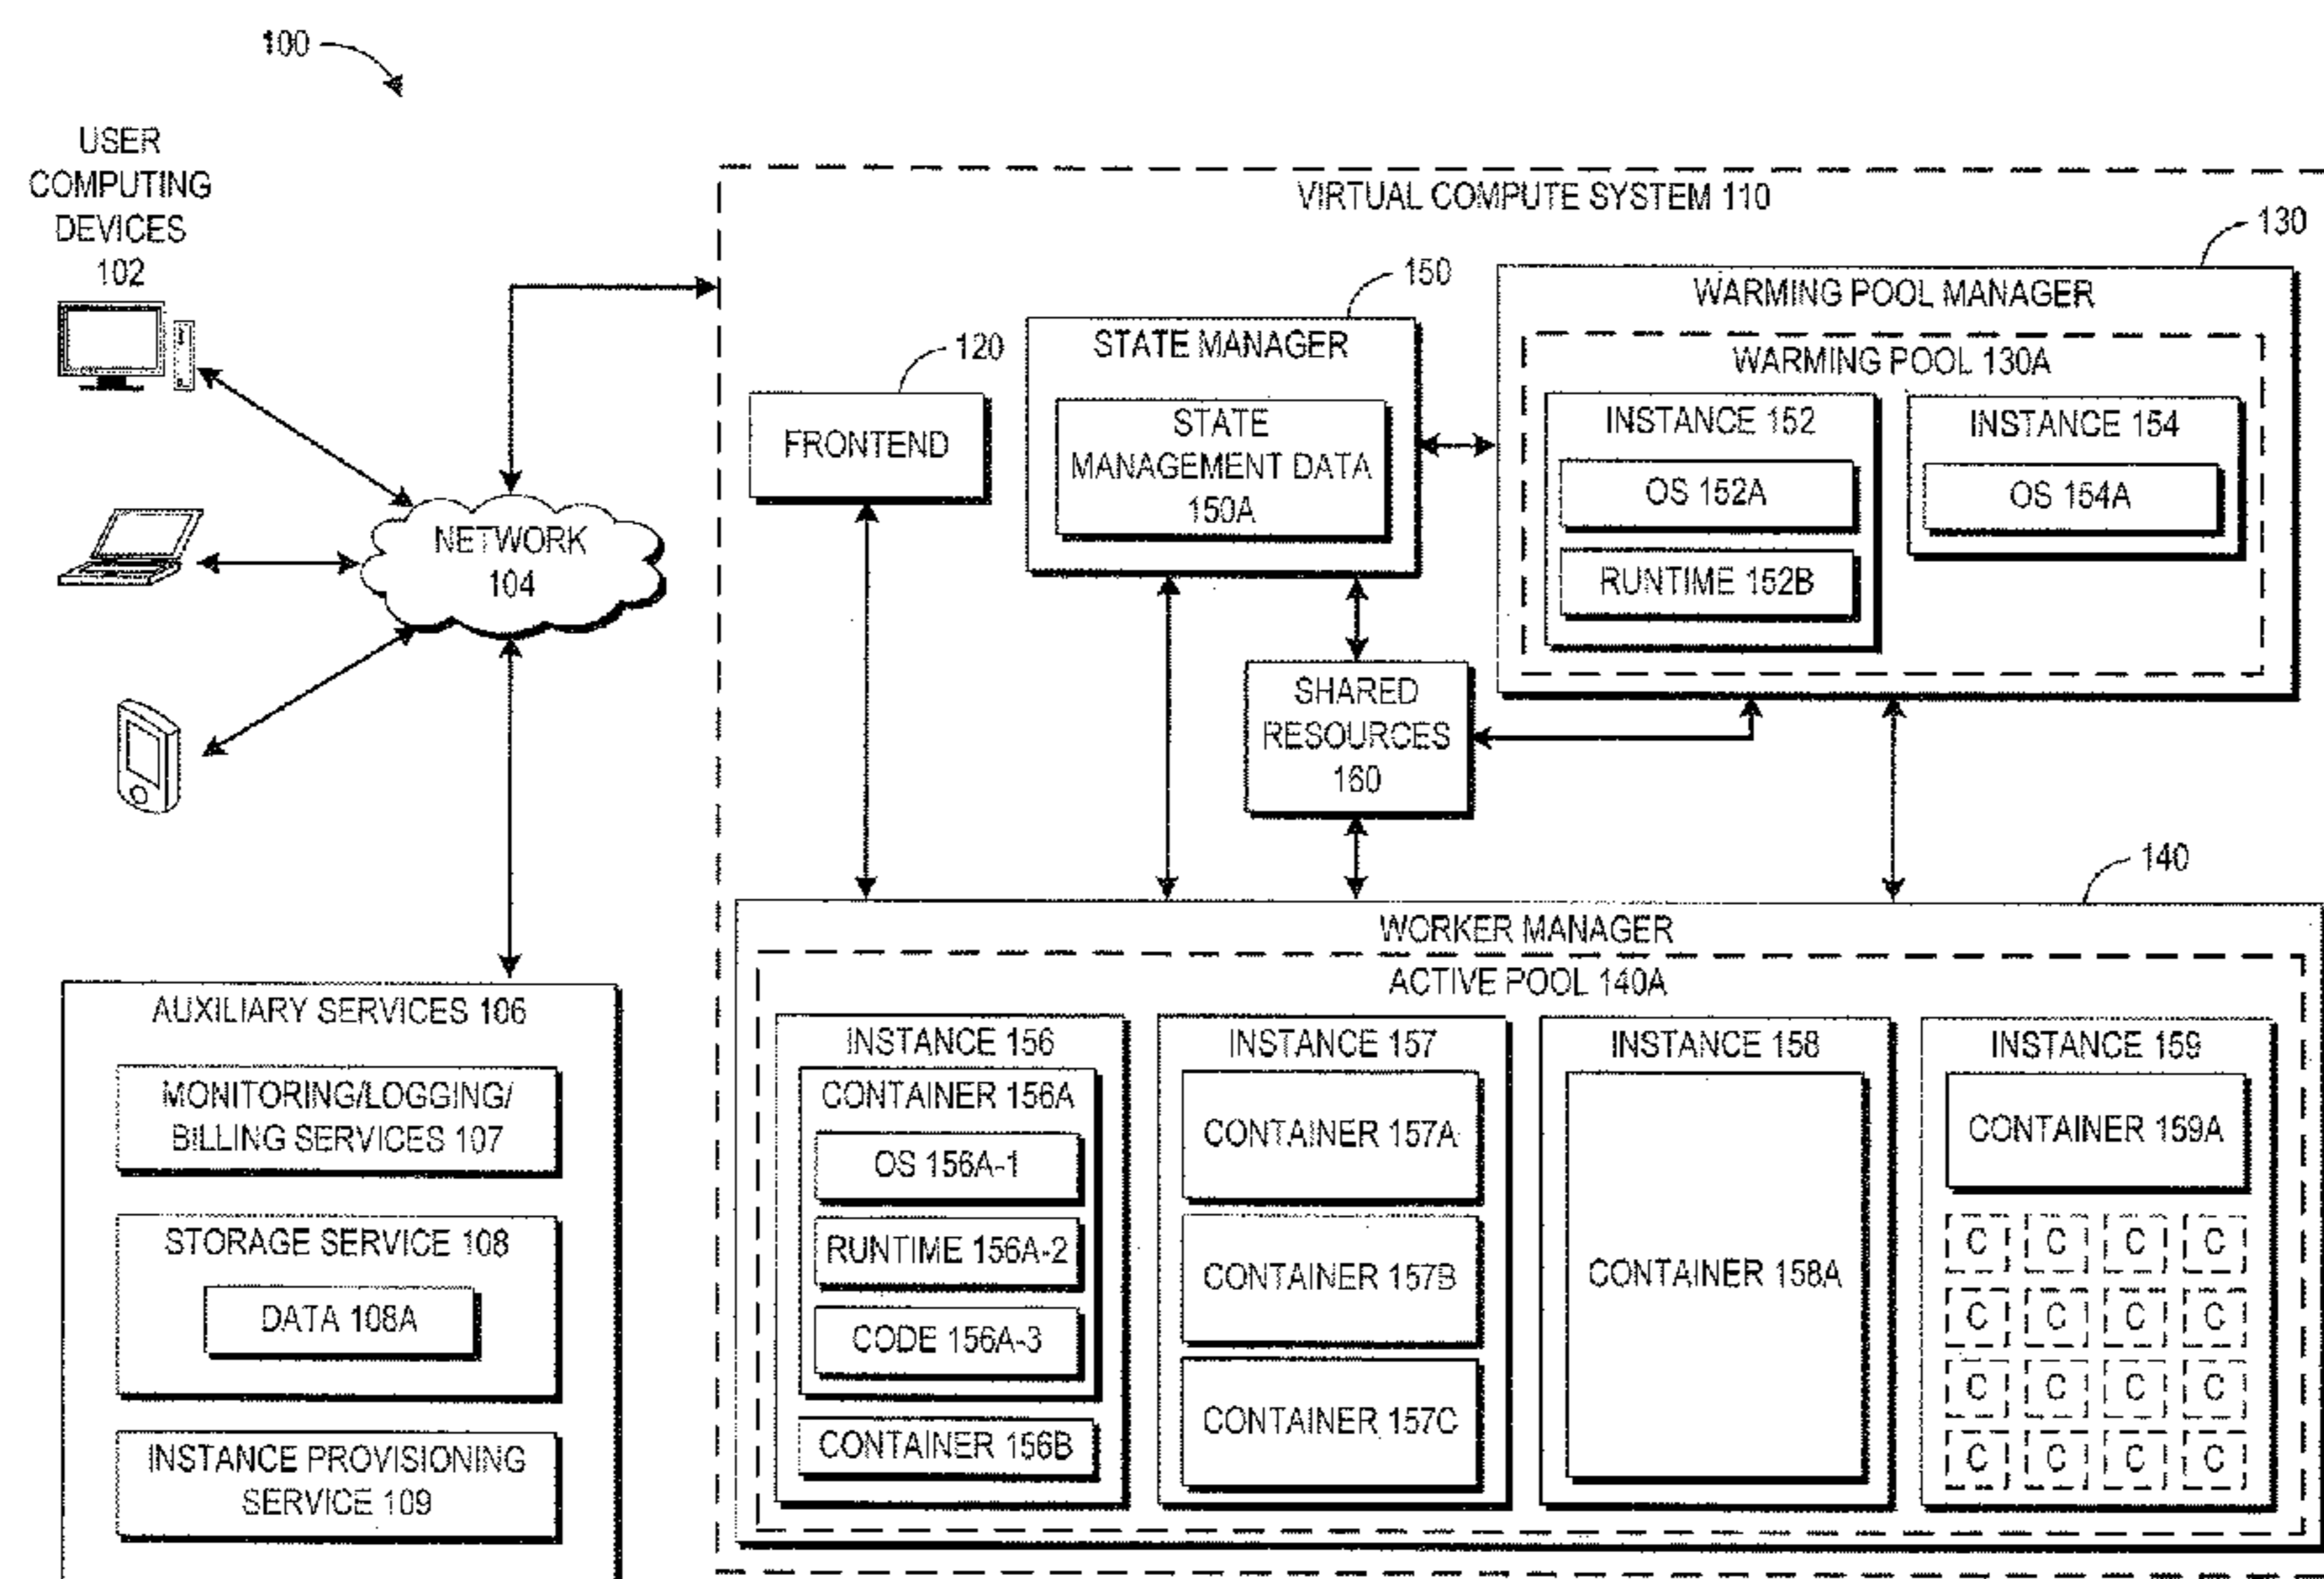 100
USER
COMPUTING
DEVICES
102
NETWORK
104
AUXILIARY SERVICES 106
MONITORING/LOGGING/
BILLING SERVICES 107
STORAGE SERVICE 108
DATA 108A
INSTANCE PROVISIONING
SERVICE 109
VIRTUAL COMPUTE SYSTEM 110
120
FRONTEND
150
STATE MANAGER
STATE
MANAGEMENT DATA
150A
130
WARMING POOL MANAGER
WARMING POOL 130A
INSTANCE 152
OS 152A
RUNTIME 152B
INSTANCE 154
OS 154A
SHARED
RESOURCES
160
140
WORKER MANAGER
ACTIVE POOL 140A
INSTANCE 156
CONTAINER 156A
OS 156A-1
RUNTIME 156A-2
CODE 156A-3
CONTAINER 156B
INSTANCE 157
CONTAINER 157A
CONTAINER 157B
CONTAINER 157C
INSTANCE 158
CONTAINER 158A
INSTANCE 159
CONTAINER 159A
C C C C
C C C C
C C C C
C C C C